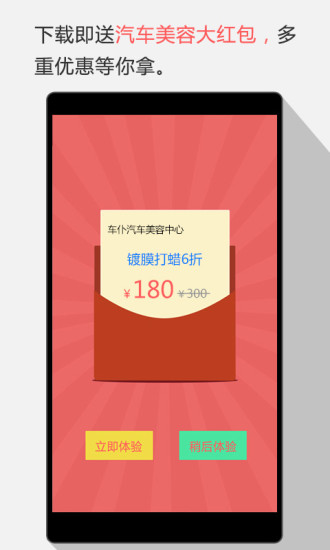 下载即送汽车美容大红包，多
重优惠等你拿。
车仆汽车美容中心
镀膜打蜡6折
¥180 ¥300
立即体验 稍后体验